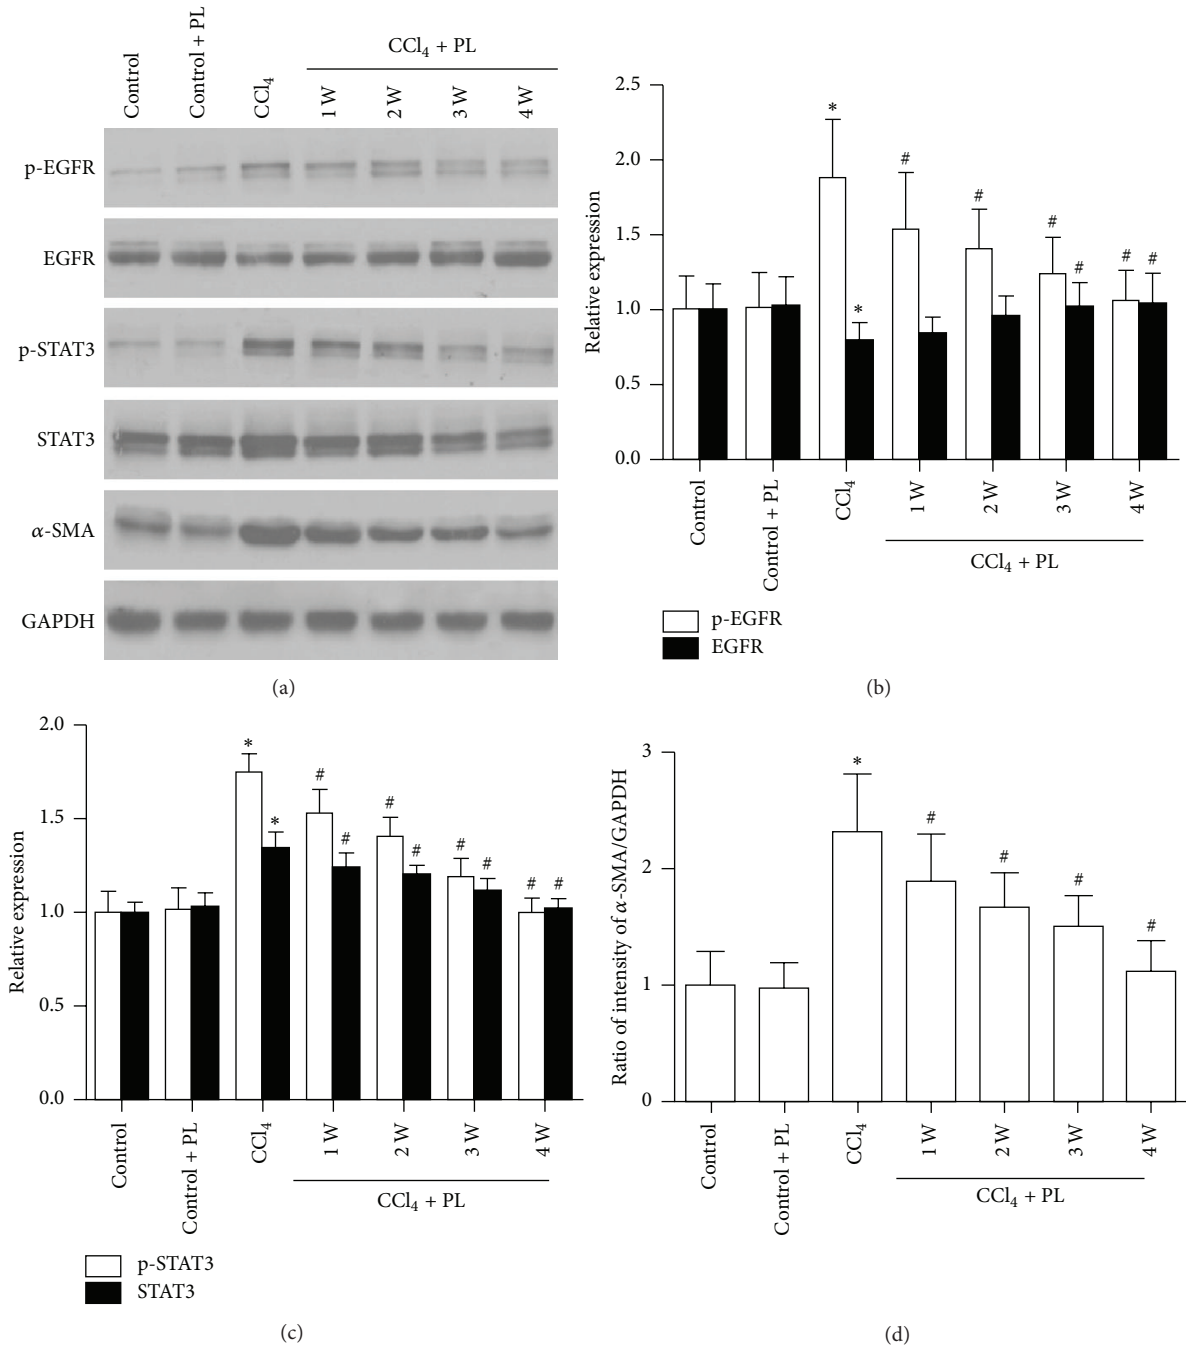 Control
Control + PL
CCl₄
CCl₄ + PL
1 W
2 W
3 W
4 W
p-EGFR
EGFR
p-STAT3
STAT3
α-SMA
GAPDH
(a)
Relative expression
2.5
2.0
1.5
1.0
0.5
0.0
*
*
#
#
#
#
#
#
Control
Control + PL
CCl₄
1 W
2 W
3 W
4 W
CCl₄ + PL
p-EGFR
EGFR
(b)
Relative expression
2.0
1.5
1.0
0.5
0.0
*
*
#
#
#
#
#
#
#
#
Control
Control + PL
CCl₄
1 W
2 W
3 W
4 W
CCl₄ + PL
p-STAT3
STAT3
(c)
Ratio of intensity of α-SMA/GAPDH
3
2
1
0
*
#
#
#
#
Control
Control + PL
CCl₄
1 W
2 W
3 W
4 W
CCl₄ + PL
(d)